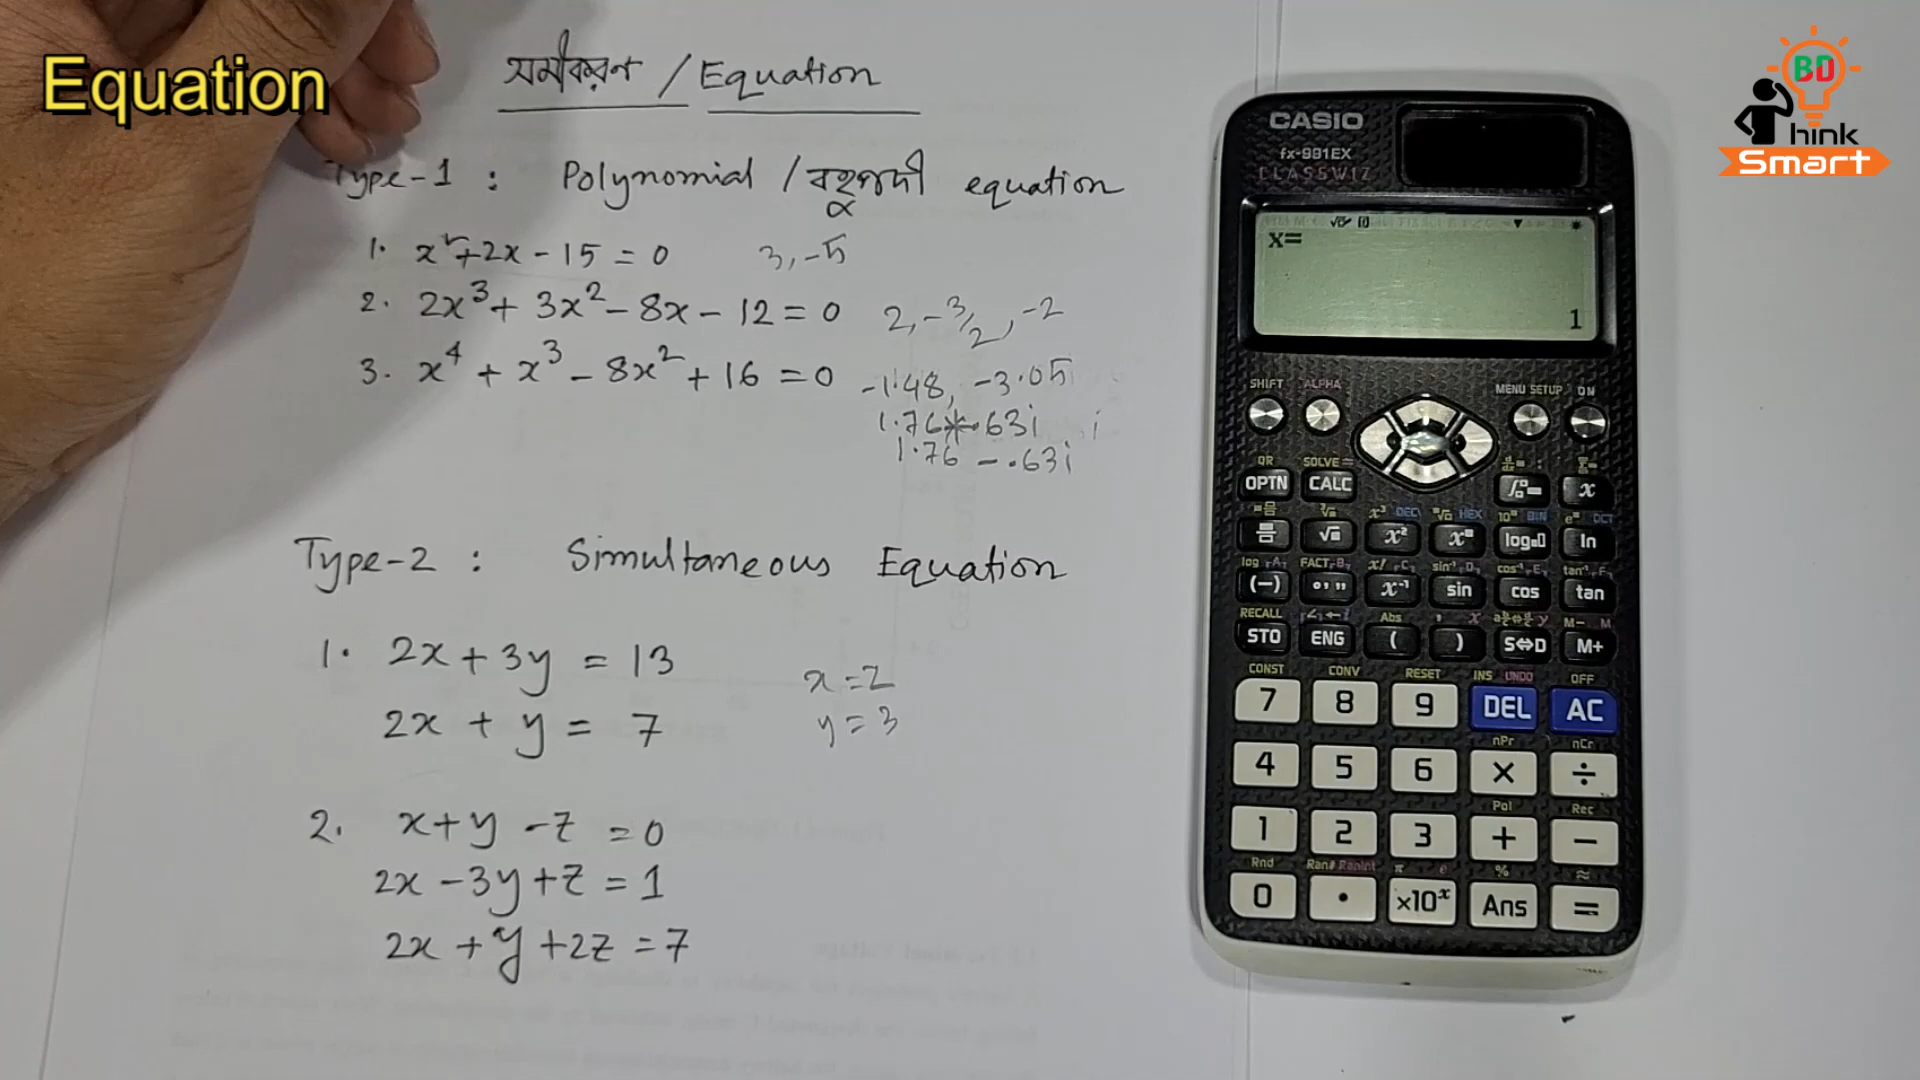 Equation
সমীকরণ / Equation
Type-1 : Polynomial / বহুপদী equation
1. x²+2x - 15 = 0 3, -5
2. 2x³ + 3x² - 8x - 12 = 0 2, -3/2, -2
3. x⁴ + x³ - 8x² + 16 = 0 -1.48, -3.05
1.76 + .63i i
1.76 - .63i
Type-2 : Simultaneous Equation
1. 2x + 3y = 13 x = 2
2x + y = 7 y = 3
2. x + y - z = 0
2x - 3y + z = 1
2x + y + 2z = 7
BD
hink
Smart
CASIO
fx-991EX
CLASSWIZ
x=
1
SHIFT ALPHA MENU SETUP ON
QR SOLVE =
OPTN CALC x
log FACT
(−) °’” x⁻¹ sin cos tan
RECALL Abs
STO ENG ( ) S⇔D M+
CONST CONV RESET INS UNDO OFF
7 8 9 DEL AC
nPr nCr
4 5 6 × ÷
Pol Rec
1 2 3 + −
Rnd Ran# RanInt π e % ≈
0 • ×10ˣ Ans =